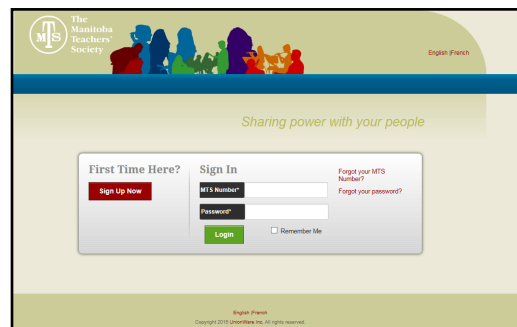 The
Manitoba
Teachers'
Society
MTS
English |French
Sharing power with your people
First Time Here?
Sign Up Now
Sign In
MTS Number*
Password*
Login
Remember Me
Forgot your MTS
Number?
Forgot your password?
English |French
Copyright 2015 UnionWare Inc. All rights reserved.